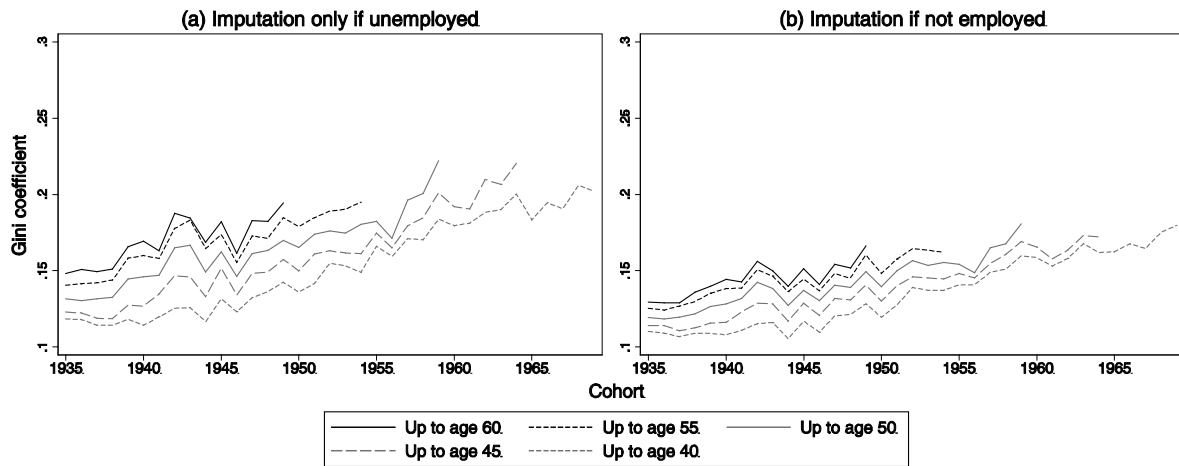 (a) Imputation only if unemployed.
(b) Imputation if not employed.
Gini coefficient
.3
.25
.2
.15
.1
1935. 1940. 1945. 1950. 1955. 1960. 1965.
1935. 1940. 1945. 1950. 1955. 1960. 1965.
.3
.25
.2
.15
.1
Cohort.
Up to age 60. Up to age 55. Up to age 50.
Up to age 45. Up to age 40.